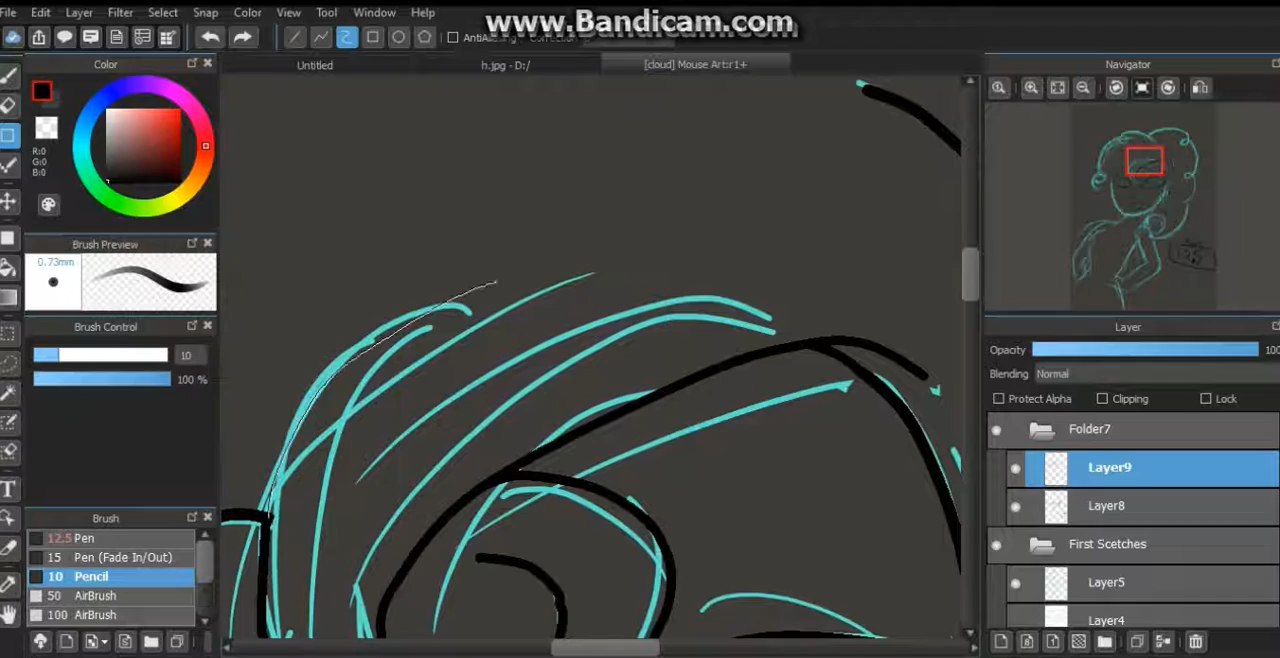 www.Bandicam.com
File Edit Layer Filter Select Snap Color View Tool Window Help
AntiAliasing Correction
Color
Untitled
h.jpg - D:/
[cloud] Mouse Art:r1+
Navigator
R:0
G:0
B:0
Brush Preview
0.73mm
Brush Control
10
100 %
Brush
12.5 Pen
15 Pen (Fade In/Out)
10 Pencil
50 AirBrush
100 AirBrush
Layer
Opacity 100
Blending Normal
Protect Alpha Clipping Lock
Folder7
Layer9
Layer8
First Scetches
Layer5
Layer4